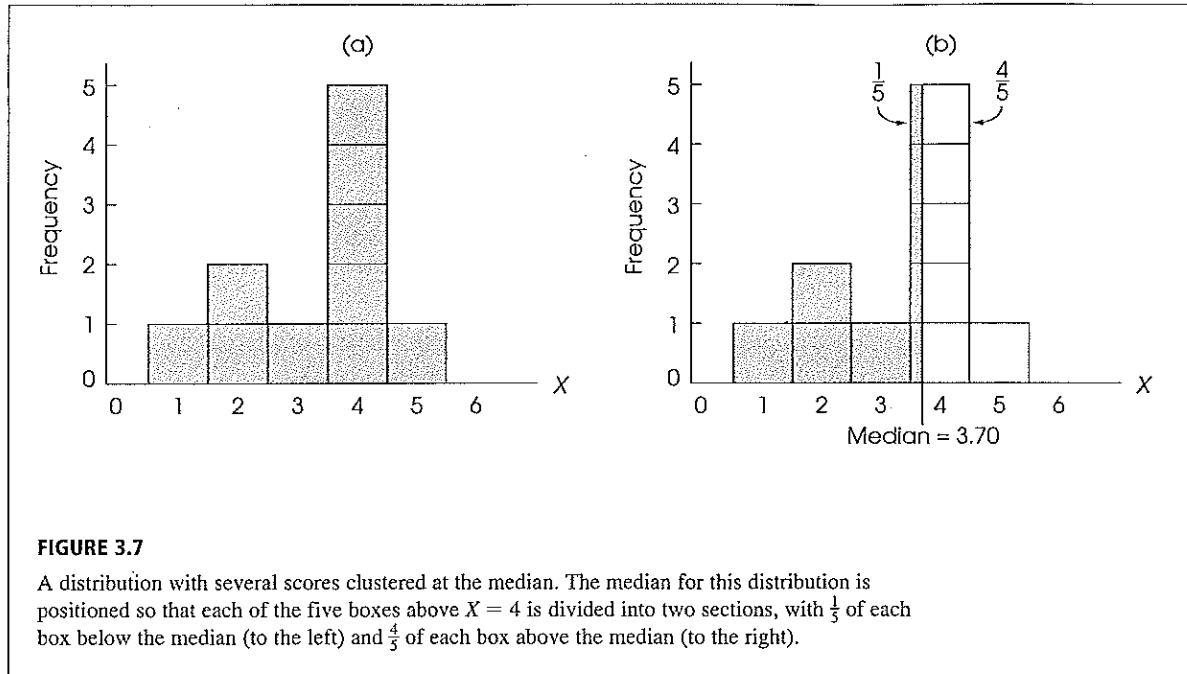 (a)
5
4
3
2
1
0
Frequency
0 1 2 3 4 5 6
X
(b)
1/5
4/5
5
4
3
2
1
0
Frequency
0 1 2 3 4 5 6
X
Median = 3.70
FIGURE 3.7
A distribution with several scores clustered at the median. The median for this distribution is
positioned so that each of the five boxes above X = 4 is divided into two sections, with 1/5 of each
box below the median (to the left) and 4/5 of each box above the median (to the right).